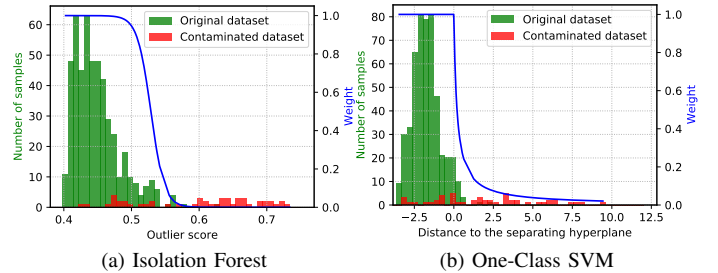 Original dataset
Contaminated dataset
Number of samples
60
50
40
30
20
10
0
1.0
0.8
0.6
0.4
0.2
0.0
Weight
0.4 0.5 0.6 0.7
Outlier score
(a) Isolation Forest
Original dataset
Contaminated dataset
Number of samples
80
70
60
50
40
30
20
10
0
1.0
0.8
0.6
0.4
0.2
0.0
Weight
−2.5 0.0 2.5 5.0 7.5 10.0 12.5
Distance to the separating hyperplane
(b) One-Class SVM